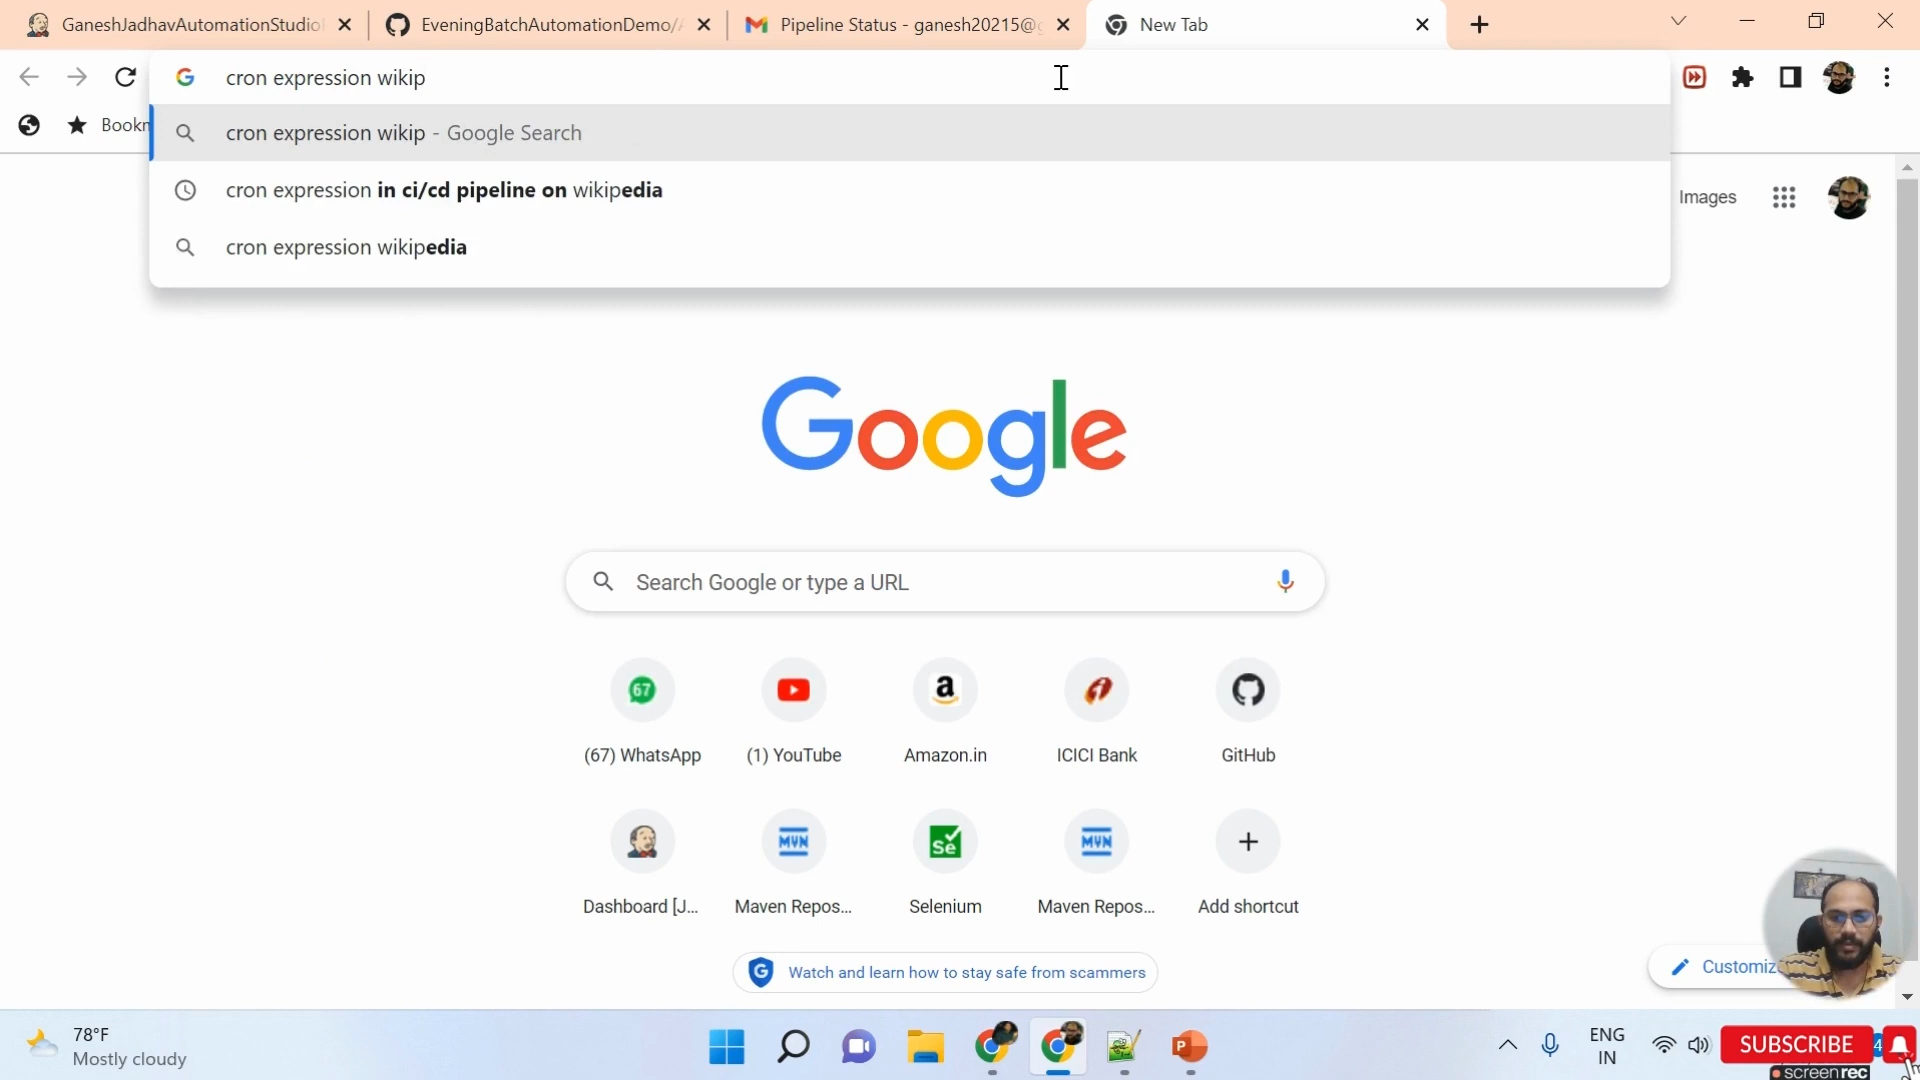 GaneshJadhavAutomationStudio
EveningBatchAutomationDemo/
Pipeline Status - ganesh20215@
New Tab
cron expression wikip
Bookn
cron expression wikip - Google Search
cron expression in ci/cd pipeline on wikipedia
cron expression wikipedia
Images
Google
Search Google or type a URL
67
(67) WhatsApp
(1) YouTube
Amazon.in
ICICI Bank
GitHub
MVN
Se
MVN
Dashboard [J...
Maven Repos...
Selenium
Maven Repos...
Add shortcut
Watch and learn how to stay safe from scammers
Customiz
78°F
Mostly cloudy
ENG
IN
SUBSCRIBE
screenrec